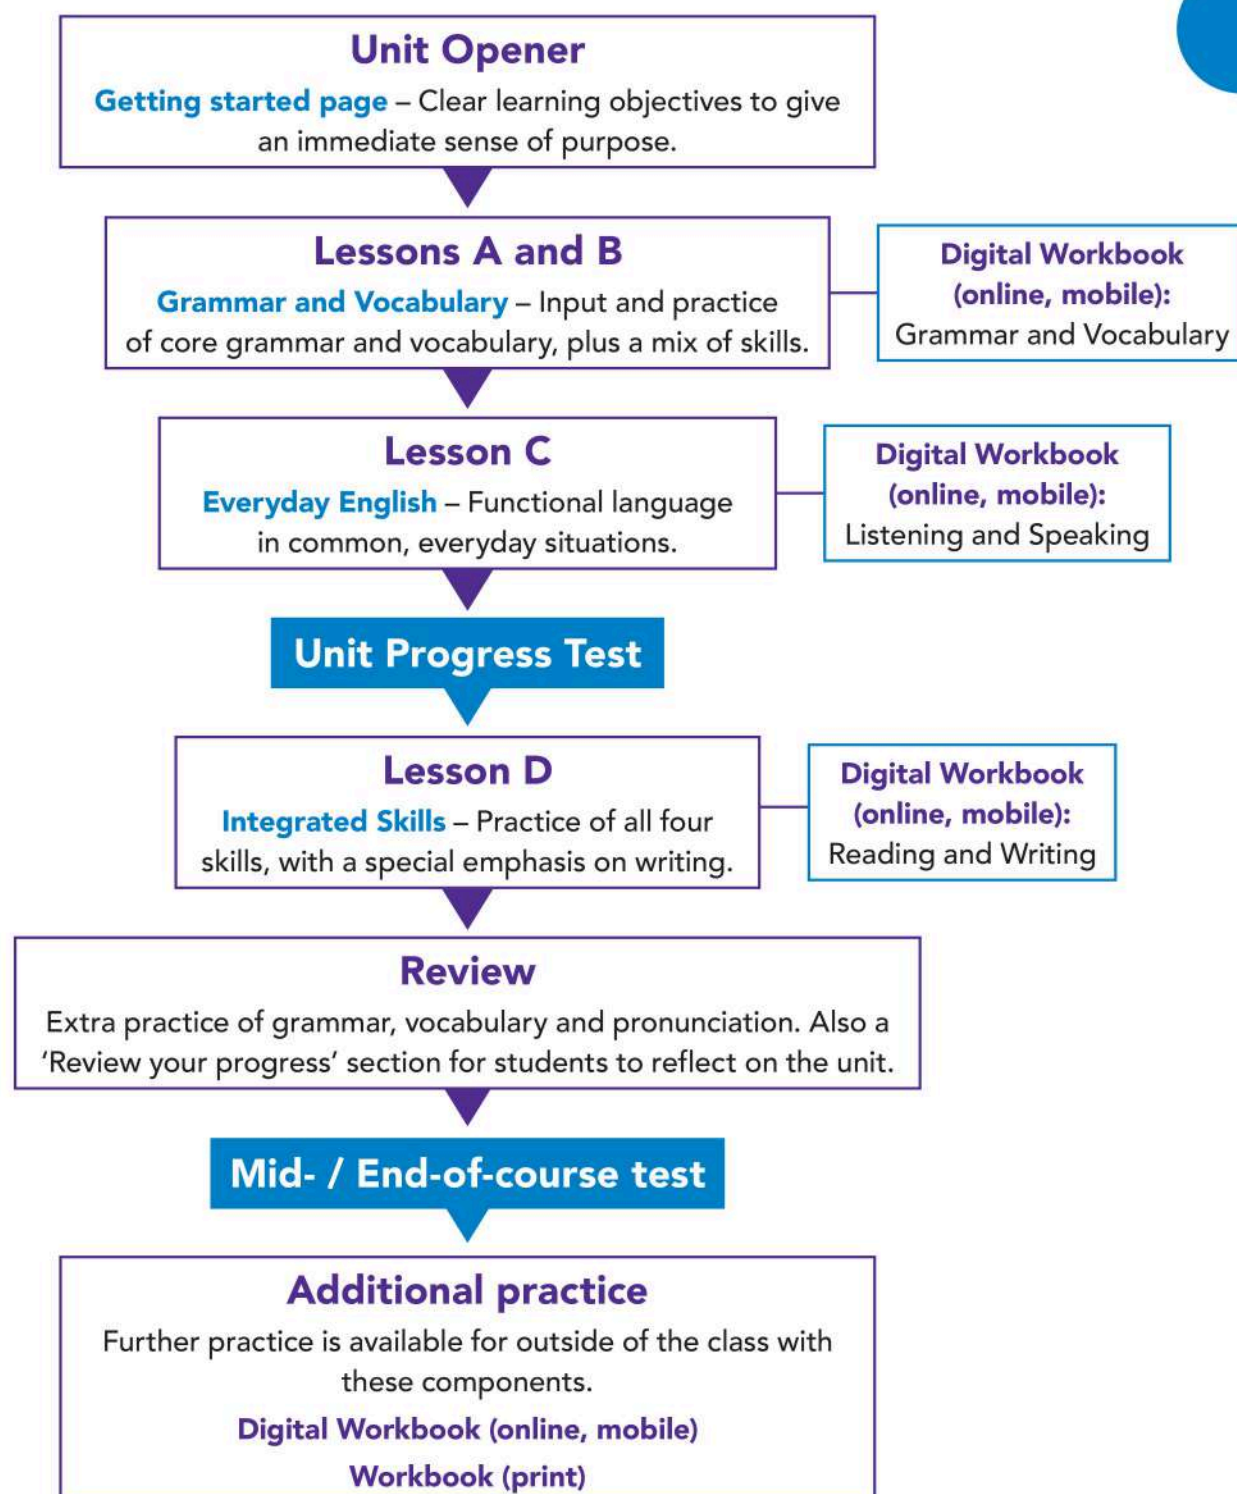 Unit Opener
Getting started page – Clear learning objectives to give
an immediate sense of purpose.
Lessons A and B
Grammar and Vocabulary – Input and practice
of core grammar and vocabulary, plus a mix of skills.
Digital Workbook
(online, mobile):
Grammar and Vocabulary
Lesson C
Everyday English – Functional language
in common, everyday situations.
Digital Workbook
(online, mobile):
Listening and Speaking
Unit Progress Test
Lesson D
Integrated Skills – Practice of all four
skills, with a special emphasis on writing.
Digital Workbook
(online, mobile):
Reading and Writing
Review
Extra practice of grammar, vocabulary and pronunciation. Also a
‘Review your progress’ section for students to reflect on the unit.
Mid- / End-of-course test
Additional practice
Further practice is available for outside of the class with
these components.
Digital Workbook (online, mobile)
Workbook (print)